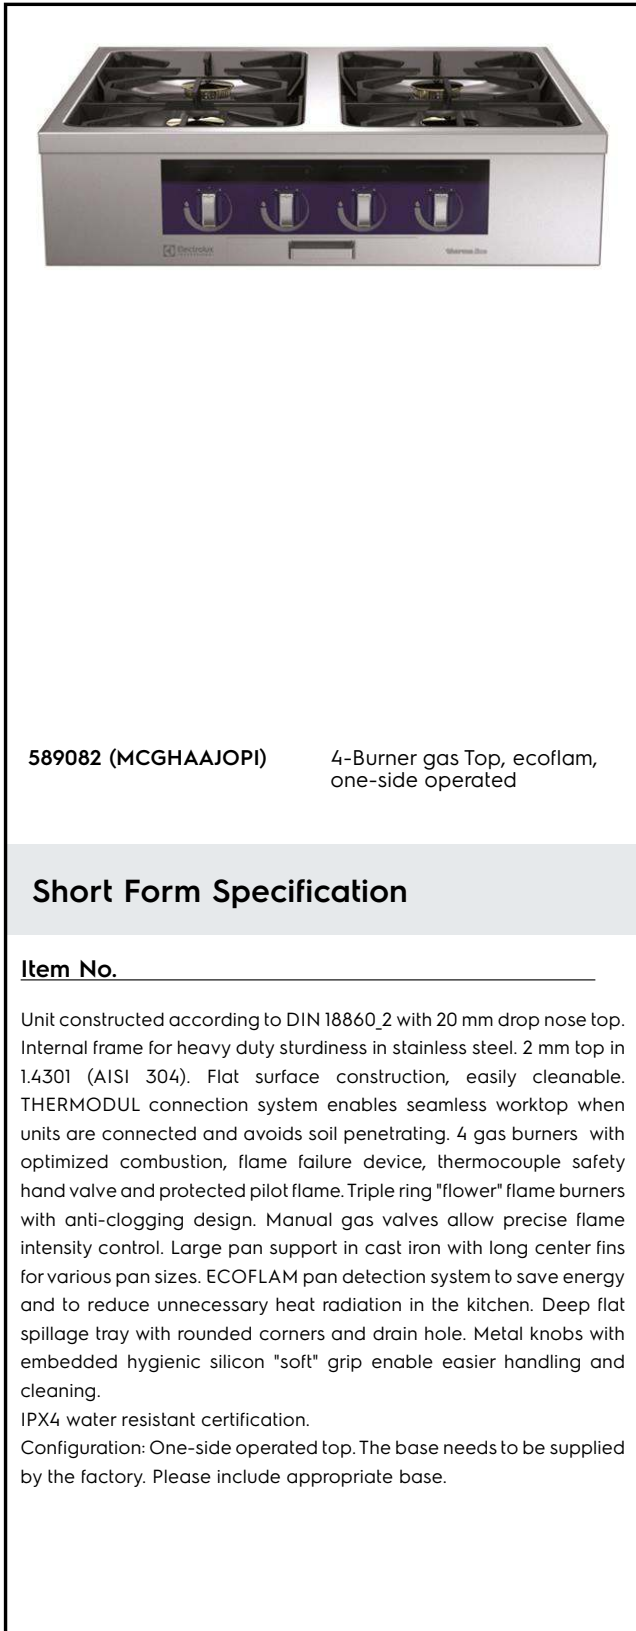 Electrolux
589082 (MCGHAAJOPI)
4-Burner gas Top, ecoflam,
one-side operated
Short Form Specification
Item No.
Unit constructed according to DIN 18860_2 with 20 mm drop nose top.
Internal frame for heavy duty sturdiness in stainless steel. 2 mm top in
1.4301 (AISI 304). Flat surface construction, easily cleanable.
THERMODUL connection system enables seamless worktop when
units are connected and avoids soil penetrating. 4 gas burners with
optimized combustion, flame failure device, thermocouple safety
hand valve and protected pilot flame. Triple ring "flower" flame burners
with anti-clogging design. Manual gas valves allow precise flame
intensity control. Large pan support in cast iron with long center fins
for various pan sizes. ECOFLAM pan detection system to save energy
and to reduce unnecessary heat radiation in the kitchen. Deep flat
spillage tray with rounded corners and drain hole. Metal knobs with
embedded hygienic silicon "soft" grip enable easier handling and
cleaning.
IPX4 water resistant certification.
Configuration: One-side operated top. The base needs to be supplied
by the factory. Please include appropriate base.